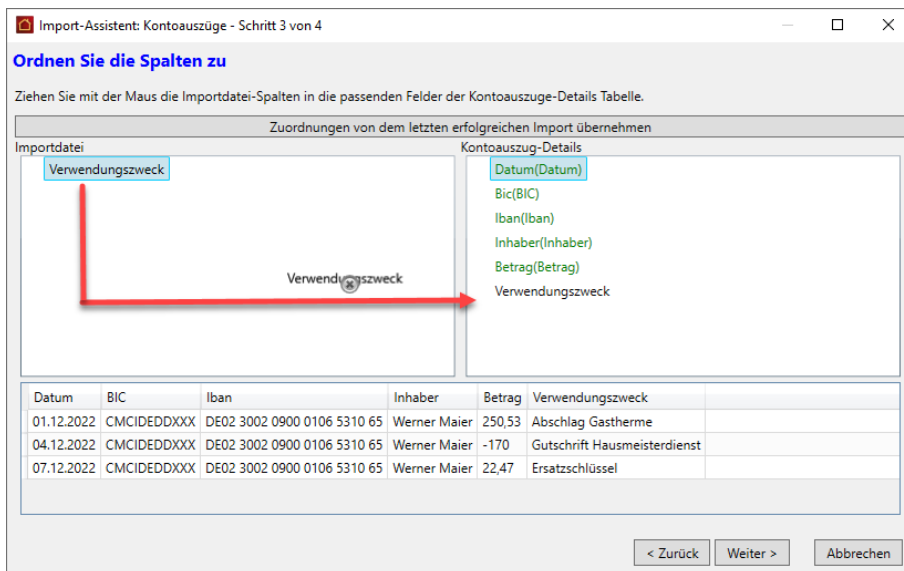 Import-Assistent: Kontoauszüge - Schritt 3 von 4
Ordnen Sie die Spalten zu
Ziehen Sie mit der Maus die Importdatei-Spalten in die passenden Felder der Kontoauszuge-Details Tabelle.
Zuordnungen von dem letzten erfolgreichen Import übernehmen
Importdatei
Verwendungszweck
Verwendungszweck
Kontoauszug-Details
Datum(Datum)
Bic(BIC)
Iban(Iban)
Inhaber(Inhaber)
Betrag(Betrag)
Verwendungszweck
Datum BIC Iban Inhaber Betrag Verwendungszweck
01.12.2022 CMCIDEDDXXX DE02 3002 0900 0106 5310 65 Werner Maier 250,53 Abschlag Gastherme
04.12.2022 CMCIDEDDXXX DE02 3002 0900 0106 5310 65 Werner Maier -170 Gutschrift Hausmeisterdienst
07.12.2022 CMCIDEDDXXX DE02 3002 0900 0106 5310 65 Werner Maier 22,47 Ersatzschlüssel
< Zurück Weiter > Abbrechen